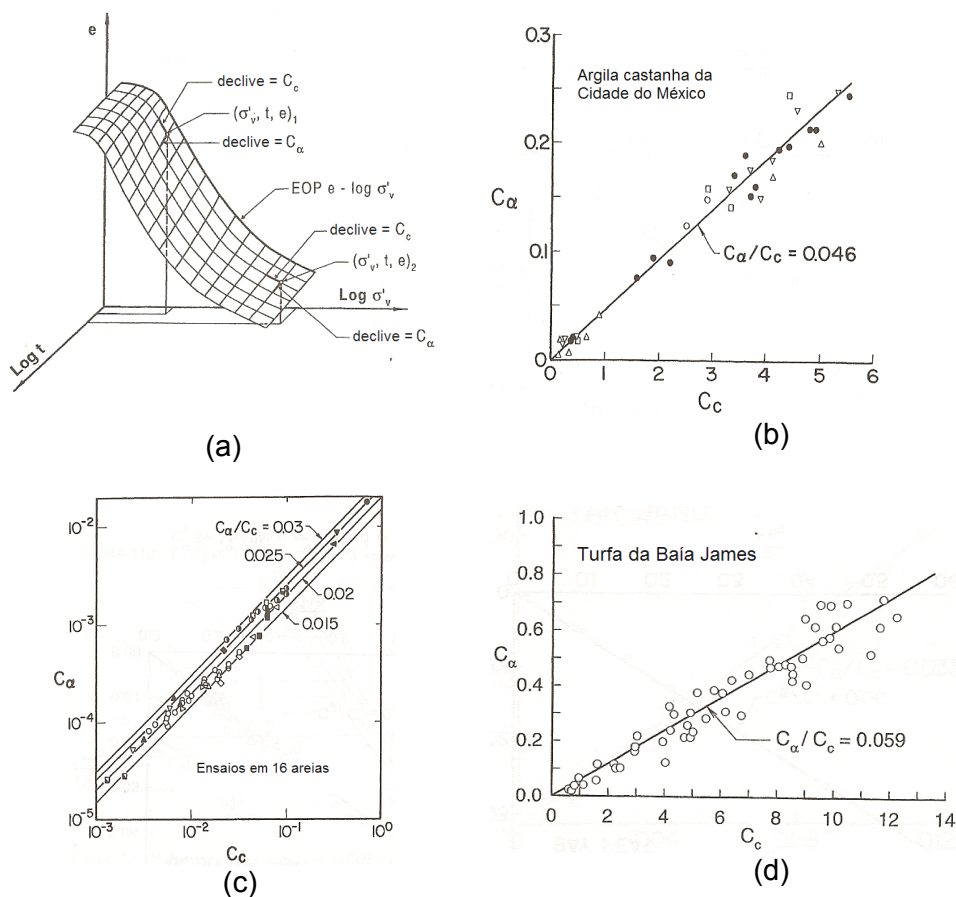 e
declive = Cc
(σ'v, t, e)1
declive = Cα
EOP e - log σ'v
declive = Cc
(σ'v, t, e)2
Log σ'v
declive = Cα
Log t
(a)
0.3
0.2
0.1
0
Cα
Argila castanha da
Cidade do México
Cα/Cc = 0.046
0 1 2 3 4 5 6
Cc
(b)
10-2
10-3
10-4
10-5
Cα
Cα/Cc = 0.03
0.025
0.02
0.015
Ensaios em 16 areias
10-3 10-2 10-1 100
Cc
(c)
1.0
0.8
0.6
0.4
0.2
0.0
Cα
Turfa da Baía James
Cα/Cc = 0.059
0 2 4 6 8 10 12 14
Cc
(d)